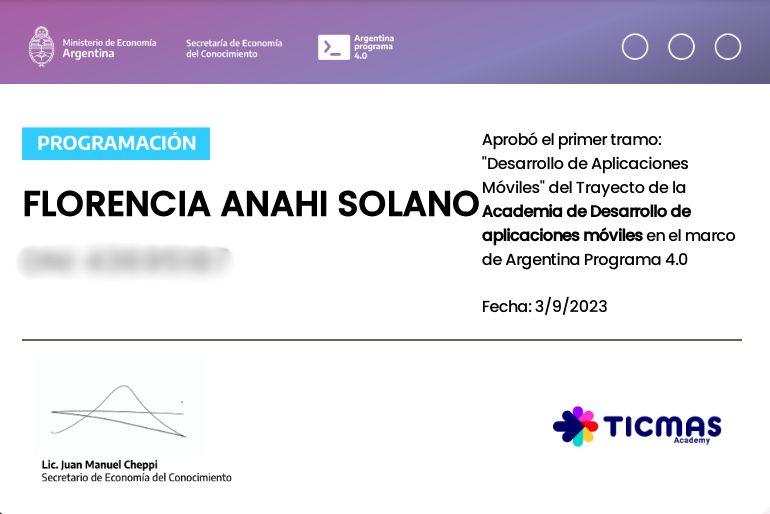 Ministerio de Economía
Argentina
Secretaría de Economía
del Conocimiento
Argentina
programa
4.0
PROGRAMACIÓN
FLORENCIA ANAHI SOLANO
Aprobó el primer tramo:
"Desarrollo de Aplicaciones
Móviles" del Trayecto de la
Academia de Desarrollo de
aplicaciones móviles en el marco
de Argentina Programa 4.0
Fecha: 3/9/2023
Lic. Juan Manuel Cheppi
Secretario de Economía del Conocimiento
TICMAS
Academy